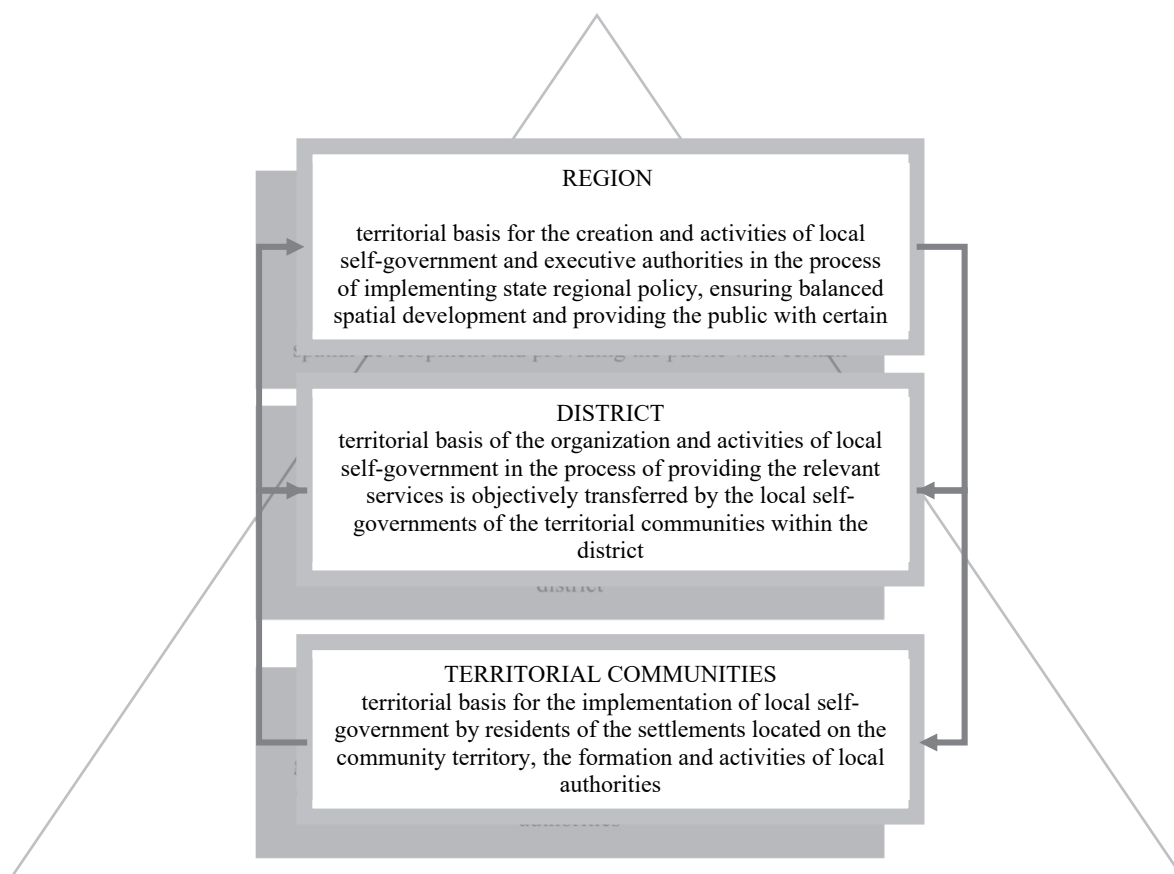 REGION
territorial basis for the creation and activities of local
self-government and executive authorities in the process
of implementing state regional policy, ensuring balanced
spatial development and providing the public with certain
DISTRICT
territorial basis of the organization and activities of local
self-government in the process of providing the relevant
services is objectively transferred by the local self-
governments of the territorial communities within the
district
TERRITORIAL COMMUNITIES
territorial basis for the implementation of local self-
government by residents of the settlements located on the
community territory, the formation and activities of local
authorities